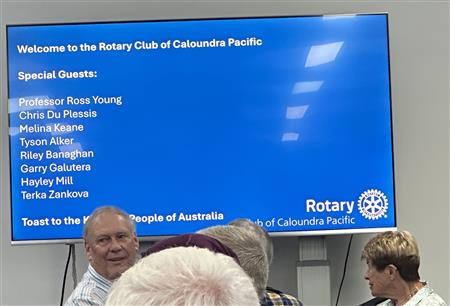 Welcome to the Rotary Club of Caloundra Pacific
Special Guests:
Professor Ross Young
Chris Du Plessis
Melina Keane
Tyson Alker
Riley Banaghan
Garry Galutera
Hayley Mill
Terka Zankova
Rotary
Club of Caloundra Pacific
Toast to the People of Australia